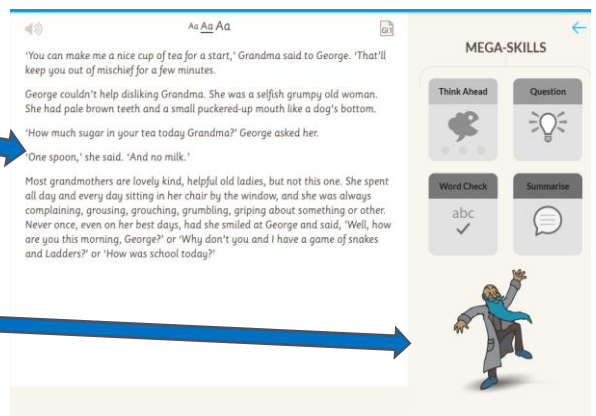 Aa Aa Aa
GIT
'You can make me a nice cup of tea for a start,' Grandma said to George. 'That'll
keep you out of mischief for a few minutes.
George couldn't help disliking Grandma. She was a selfish grumpy old woman.
She had pale brown teeth and a small puckered-up mouth like a dog's bottom.
'How much sugar in your tea today Grandma?' George asked her.
'One spoon,' she said. 'And no milk.'
Most grandmothers are lovely kind, helpful old ladies, but not this one. She spent
all day and every day sitting in her chair by the window, and she was always
complaining, grousing, grouching, grumbling, griping about something or other.
Never once, even on her best days, had she smiled at George and said, 'Well, how
are you this morning, George?' or 'Why don't you and I have a game of snakes
and Ladders?' or 'How was school today?'
MEGA-SKILLS
Think Ahead
Question
Word Check
abc
Summarise